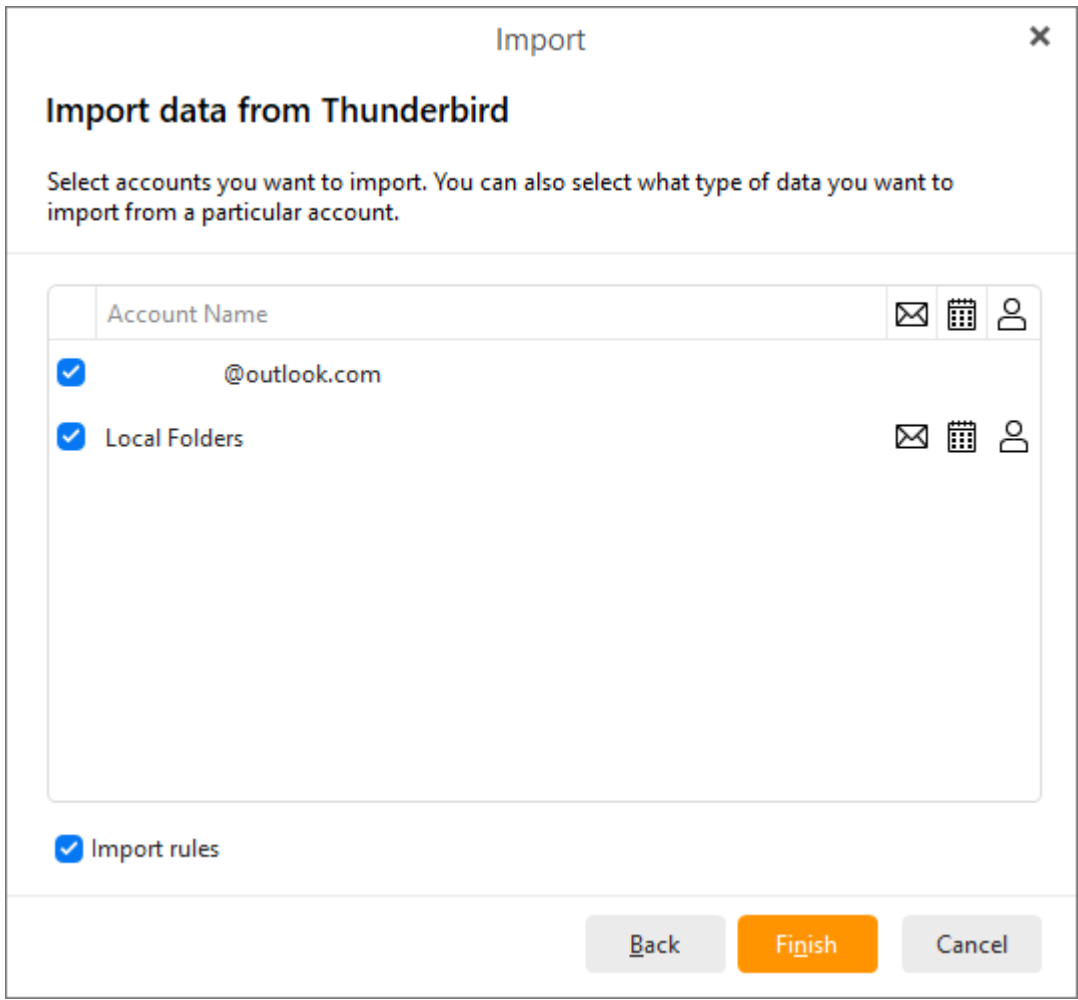 Import
Import data from Thunderbird
Select accounts you want to import. You can also select what type of data you want to
import from a particular account.
Account Name
@outlook.com
Local Folders
Import rules
Back
Finish
Cancel